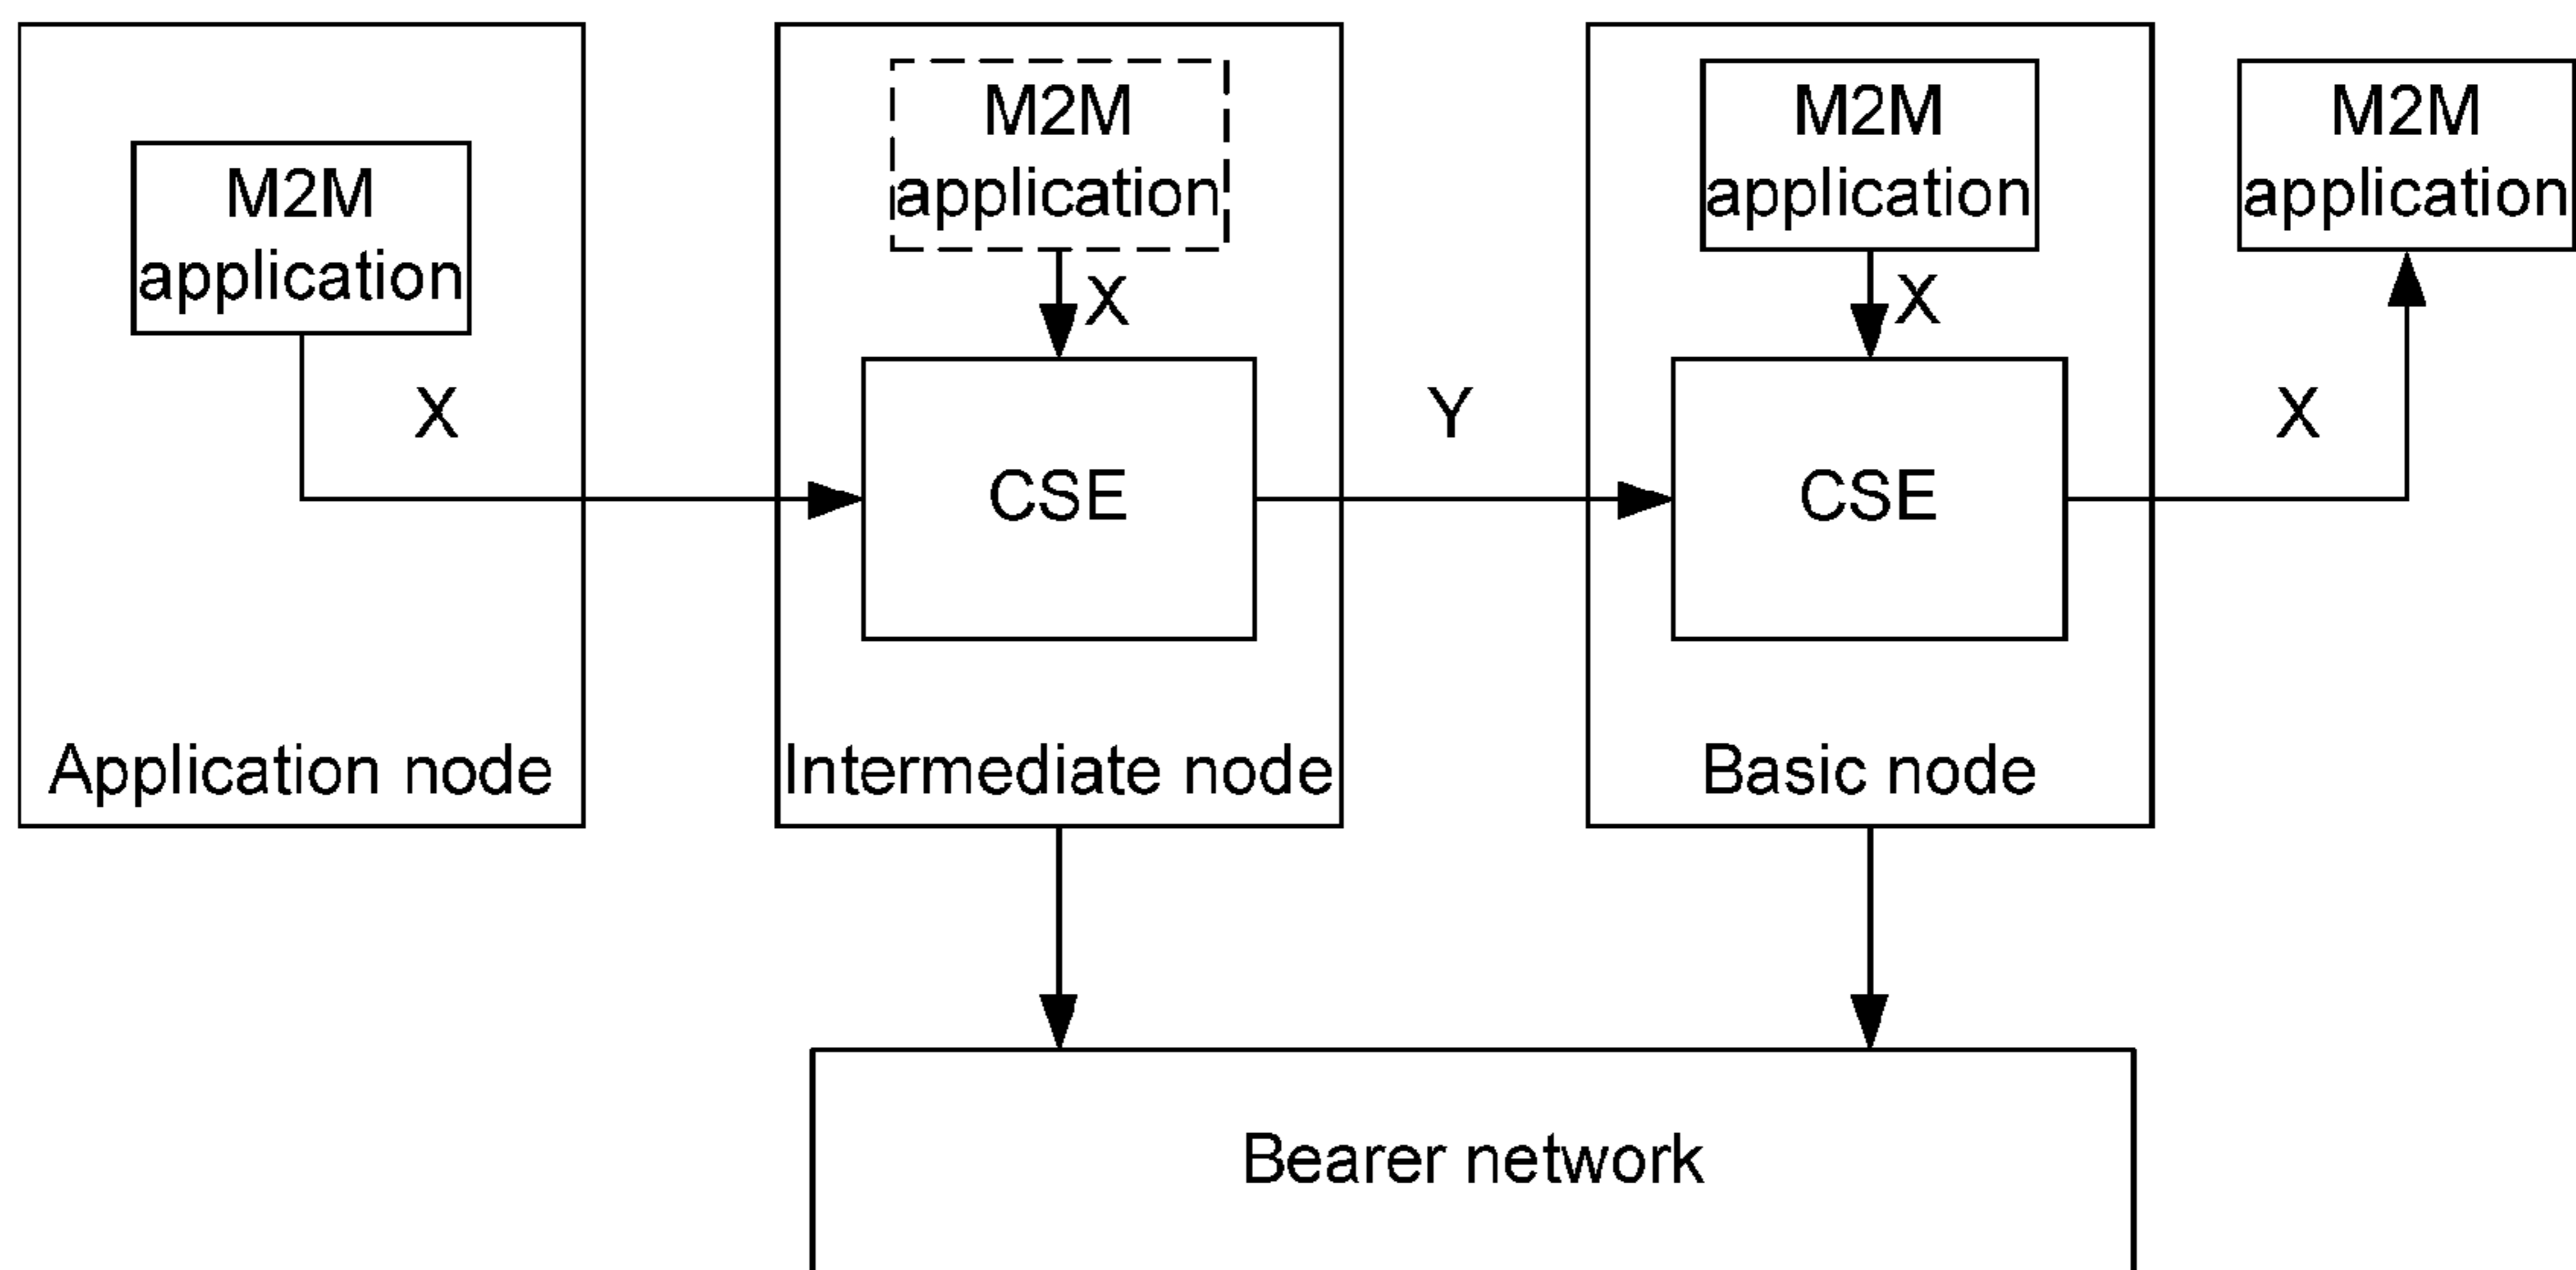 M2M
application
X
Application node
M2M
application
X
CSE
Intermediate node
Y
M2M
application
X
CSE
Basic node
M2M
application
X
Bearer network